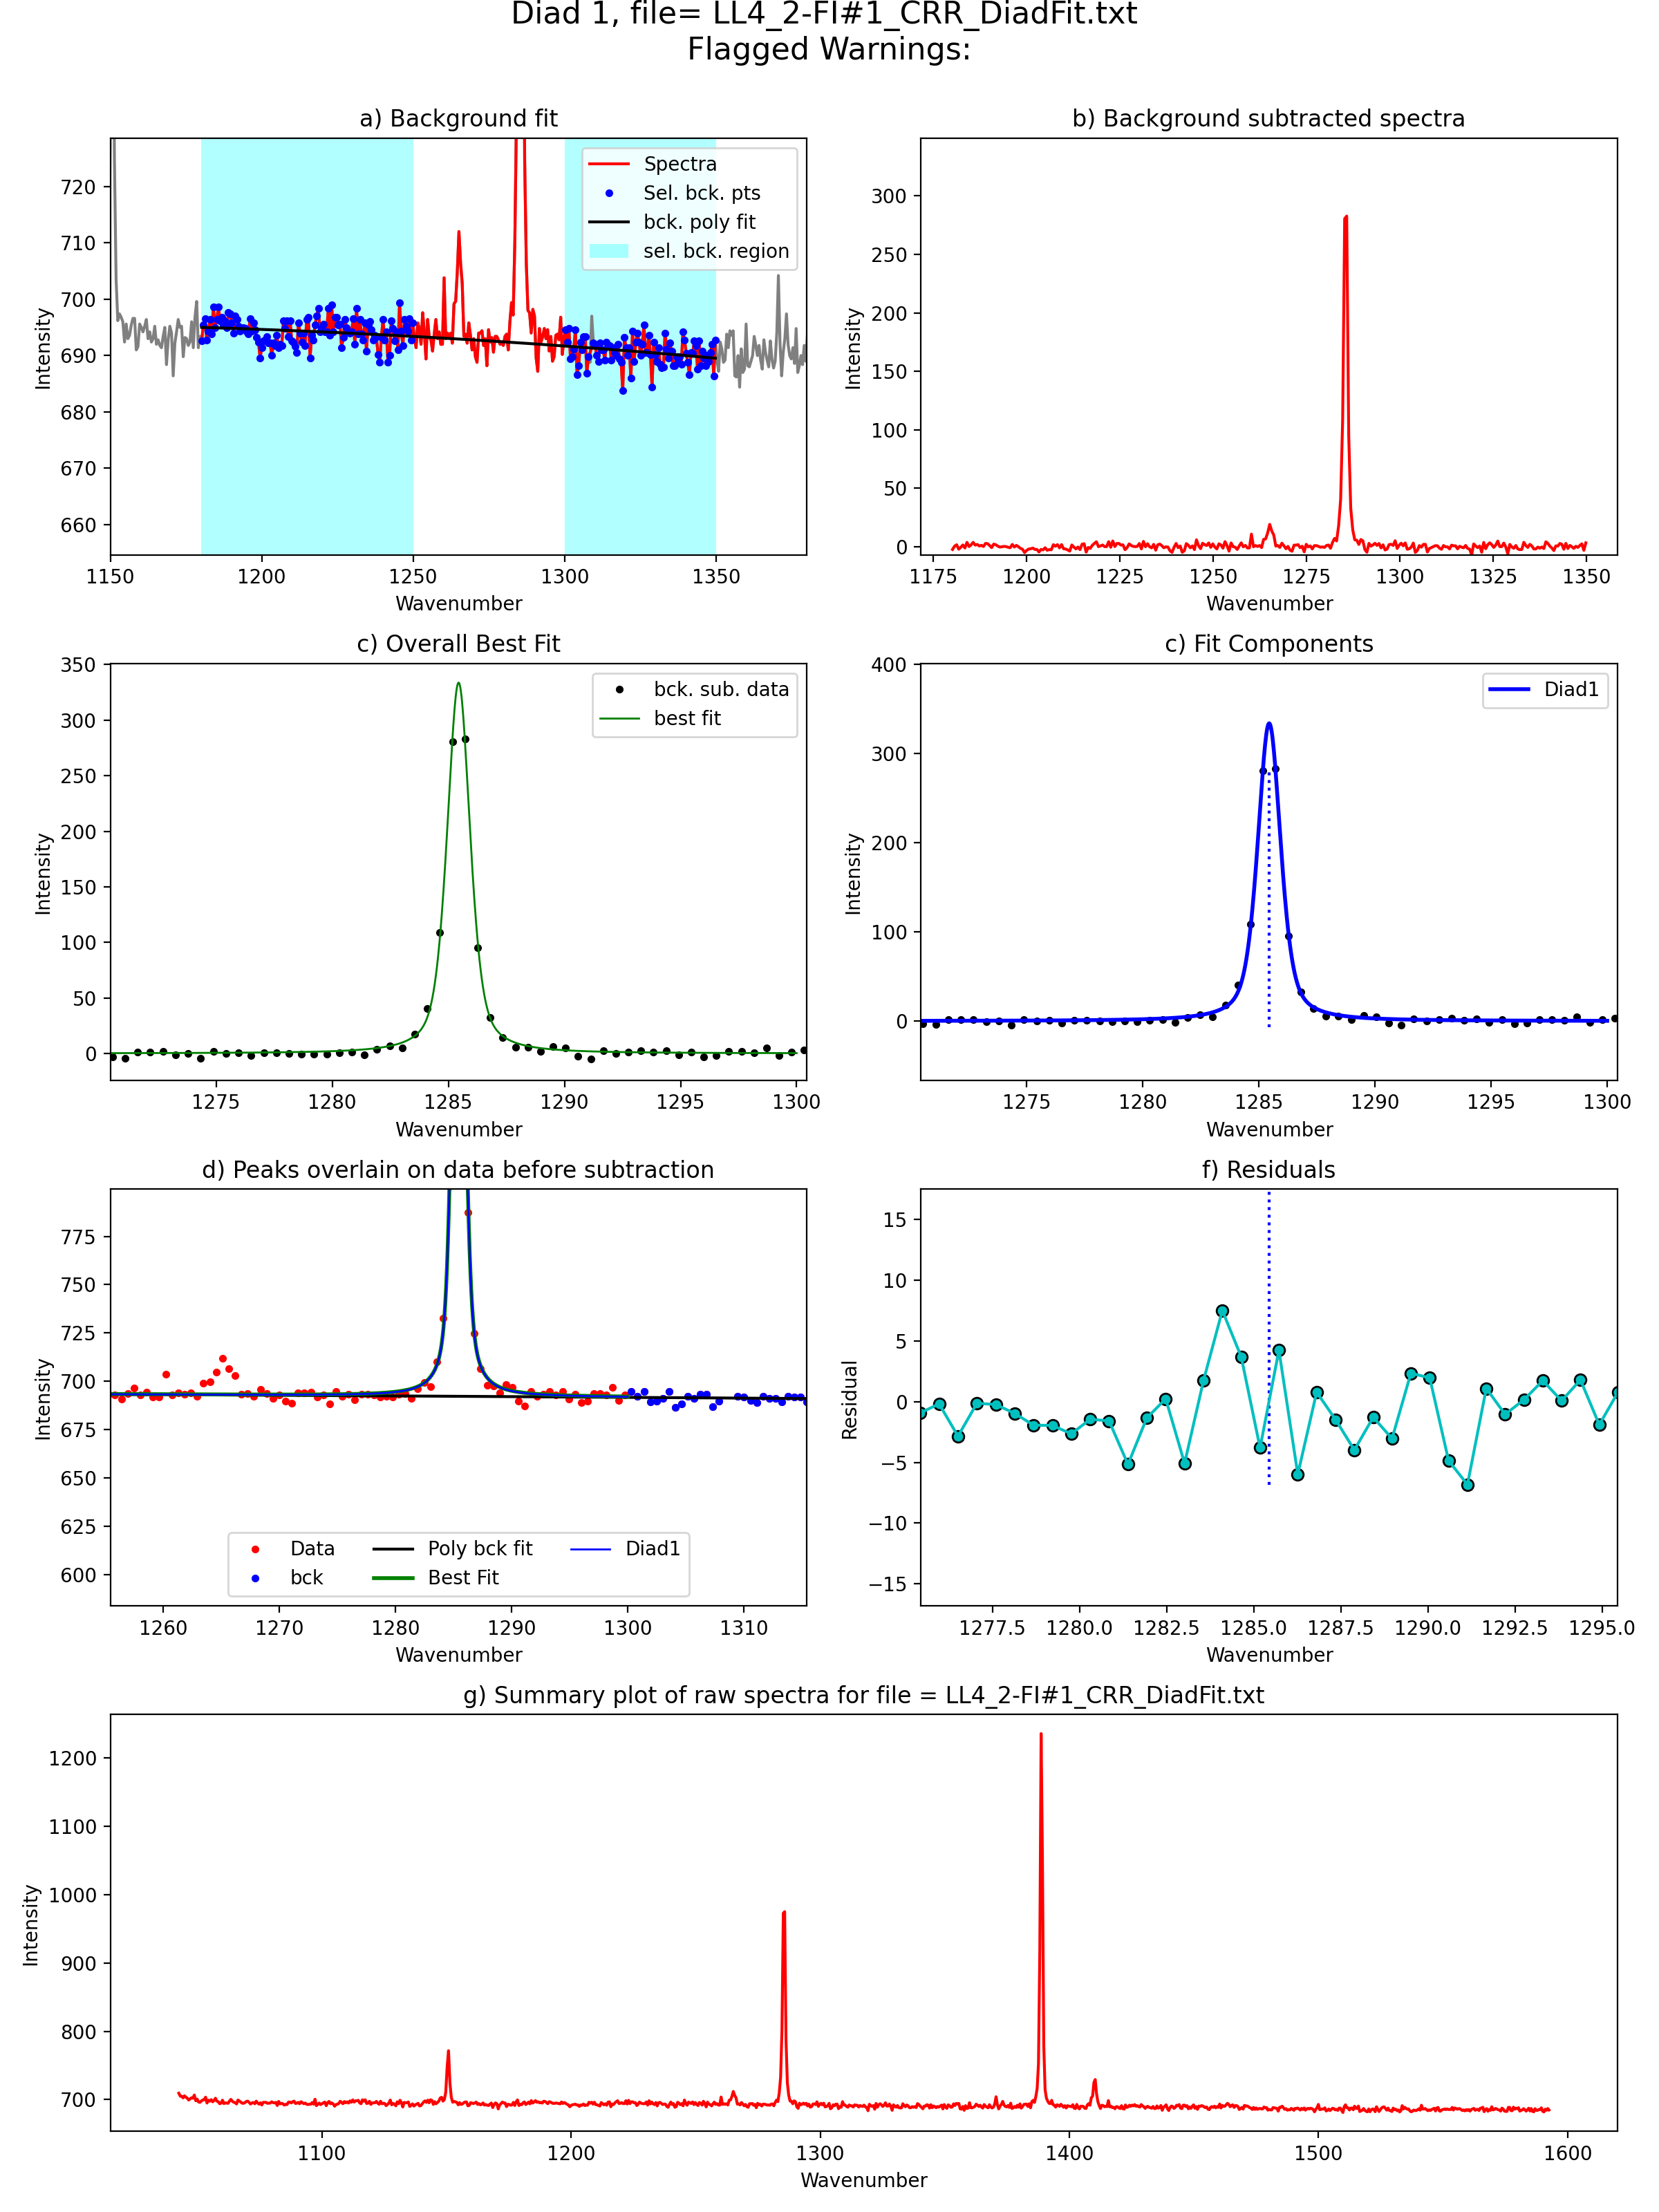 Diad 1, file= LL4_2-FI#1_CRR_DiadFit.txt
Flagged Warnings:
a) Background fit
Spectra
Sel. bck. pts
bck. poly fit
sel. bck. region
720
710
700
690
680
670
660
Intensity
1150 1200 1250 1300 1350
Wavenumber
b) Background subtracted spectra
300
250
200
150
100
50
0
Intensity
1175 1200 1225 1250 1275 1300 1325 1350
Wavenumber
c) Overall Best Fit
bck. sub. data
best fit
350
300
250
200
150
100
50
0
Intensity
1275 1280 1285 1290 1295 1300
Wavenumber
c) Fit Components
Diad1
400
300
200
100
0
Intensity
1275 1280 1285 1290 1295 1300
Wavenumber
d) Peaks overlain on data before subtraction
775
750
725
700
675
650
625
600
Intensity
Data Poly bck fit Diad1
bck Best Fit
1260 1270 1280 1290 1300 1310
Wavenumber
f) Residuals
15
10
5
0
−5
−10
−15
Residual
1277.5 1280.0 1282.5 1285.0 1287.5 1290.0 1292.5 1295.0
Wavenumber
g) Summary plot of raw spectra for file = LL4_2-FI#1_CRR_DiadFit.txt
1200
1100
1000
900
800
700
Intensity
1100 1200 1300 1400 1500 1600
Wavenumber